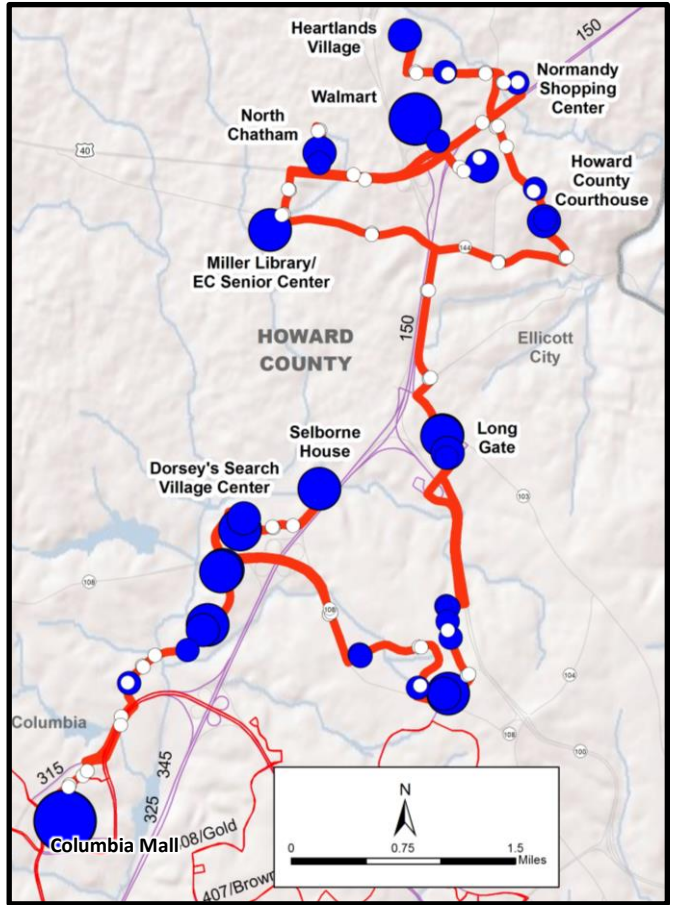 150
Heartlands
Village
Normandy
Shopping
Center
Walmart
North
Chatham
40
Howard
County
Courthouse
144
Miller Library/
EC Senior Center
150
HOWARD
COUNTY
Ellicott
City
Selborne
House
Long
Gate
Dorsey's Search
Village Center
103
108
108
104
Columbia
108
100
315
345
325
Columbia Mall
08/Gold
407/Brown
N
0
0.75
1.5
Miles